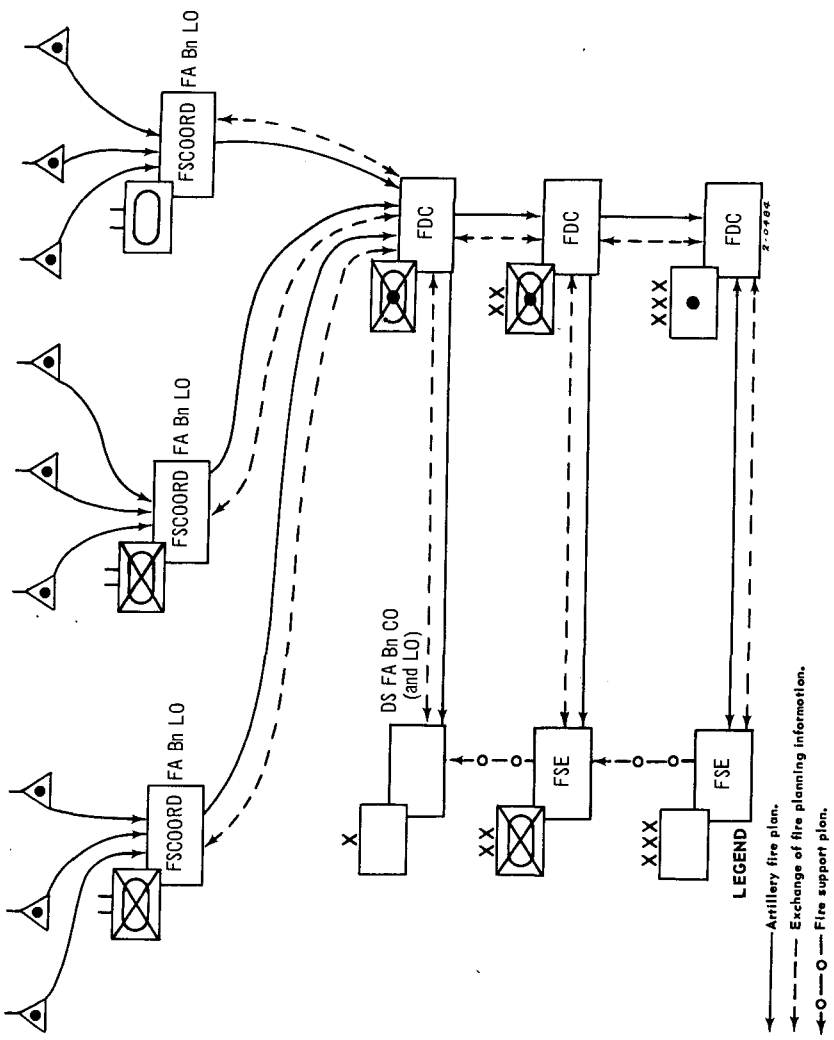 FSCOORD
FA Bn LO
FSCOORD
FA Bn LO
FSCOORD
FA Bn LO
X
DS FA Bn CO
(and LO)
FDC
XX
FSE
XX
FDC
XXX
FSE
XXX
FDC
2-0484
LEGEND
Artillery fire plan.
Exchange of fire planning information.
Fire support plan.